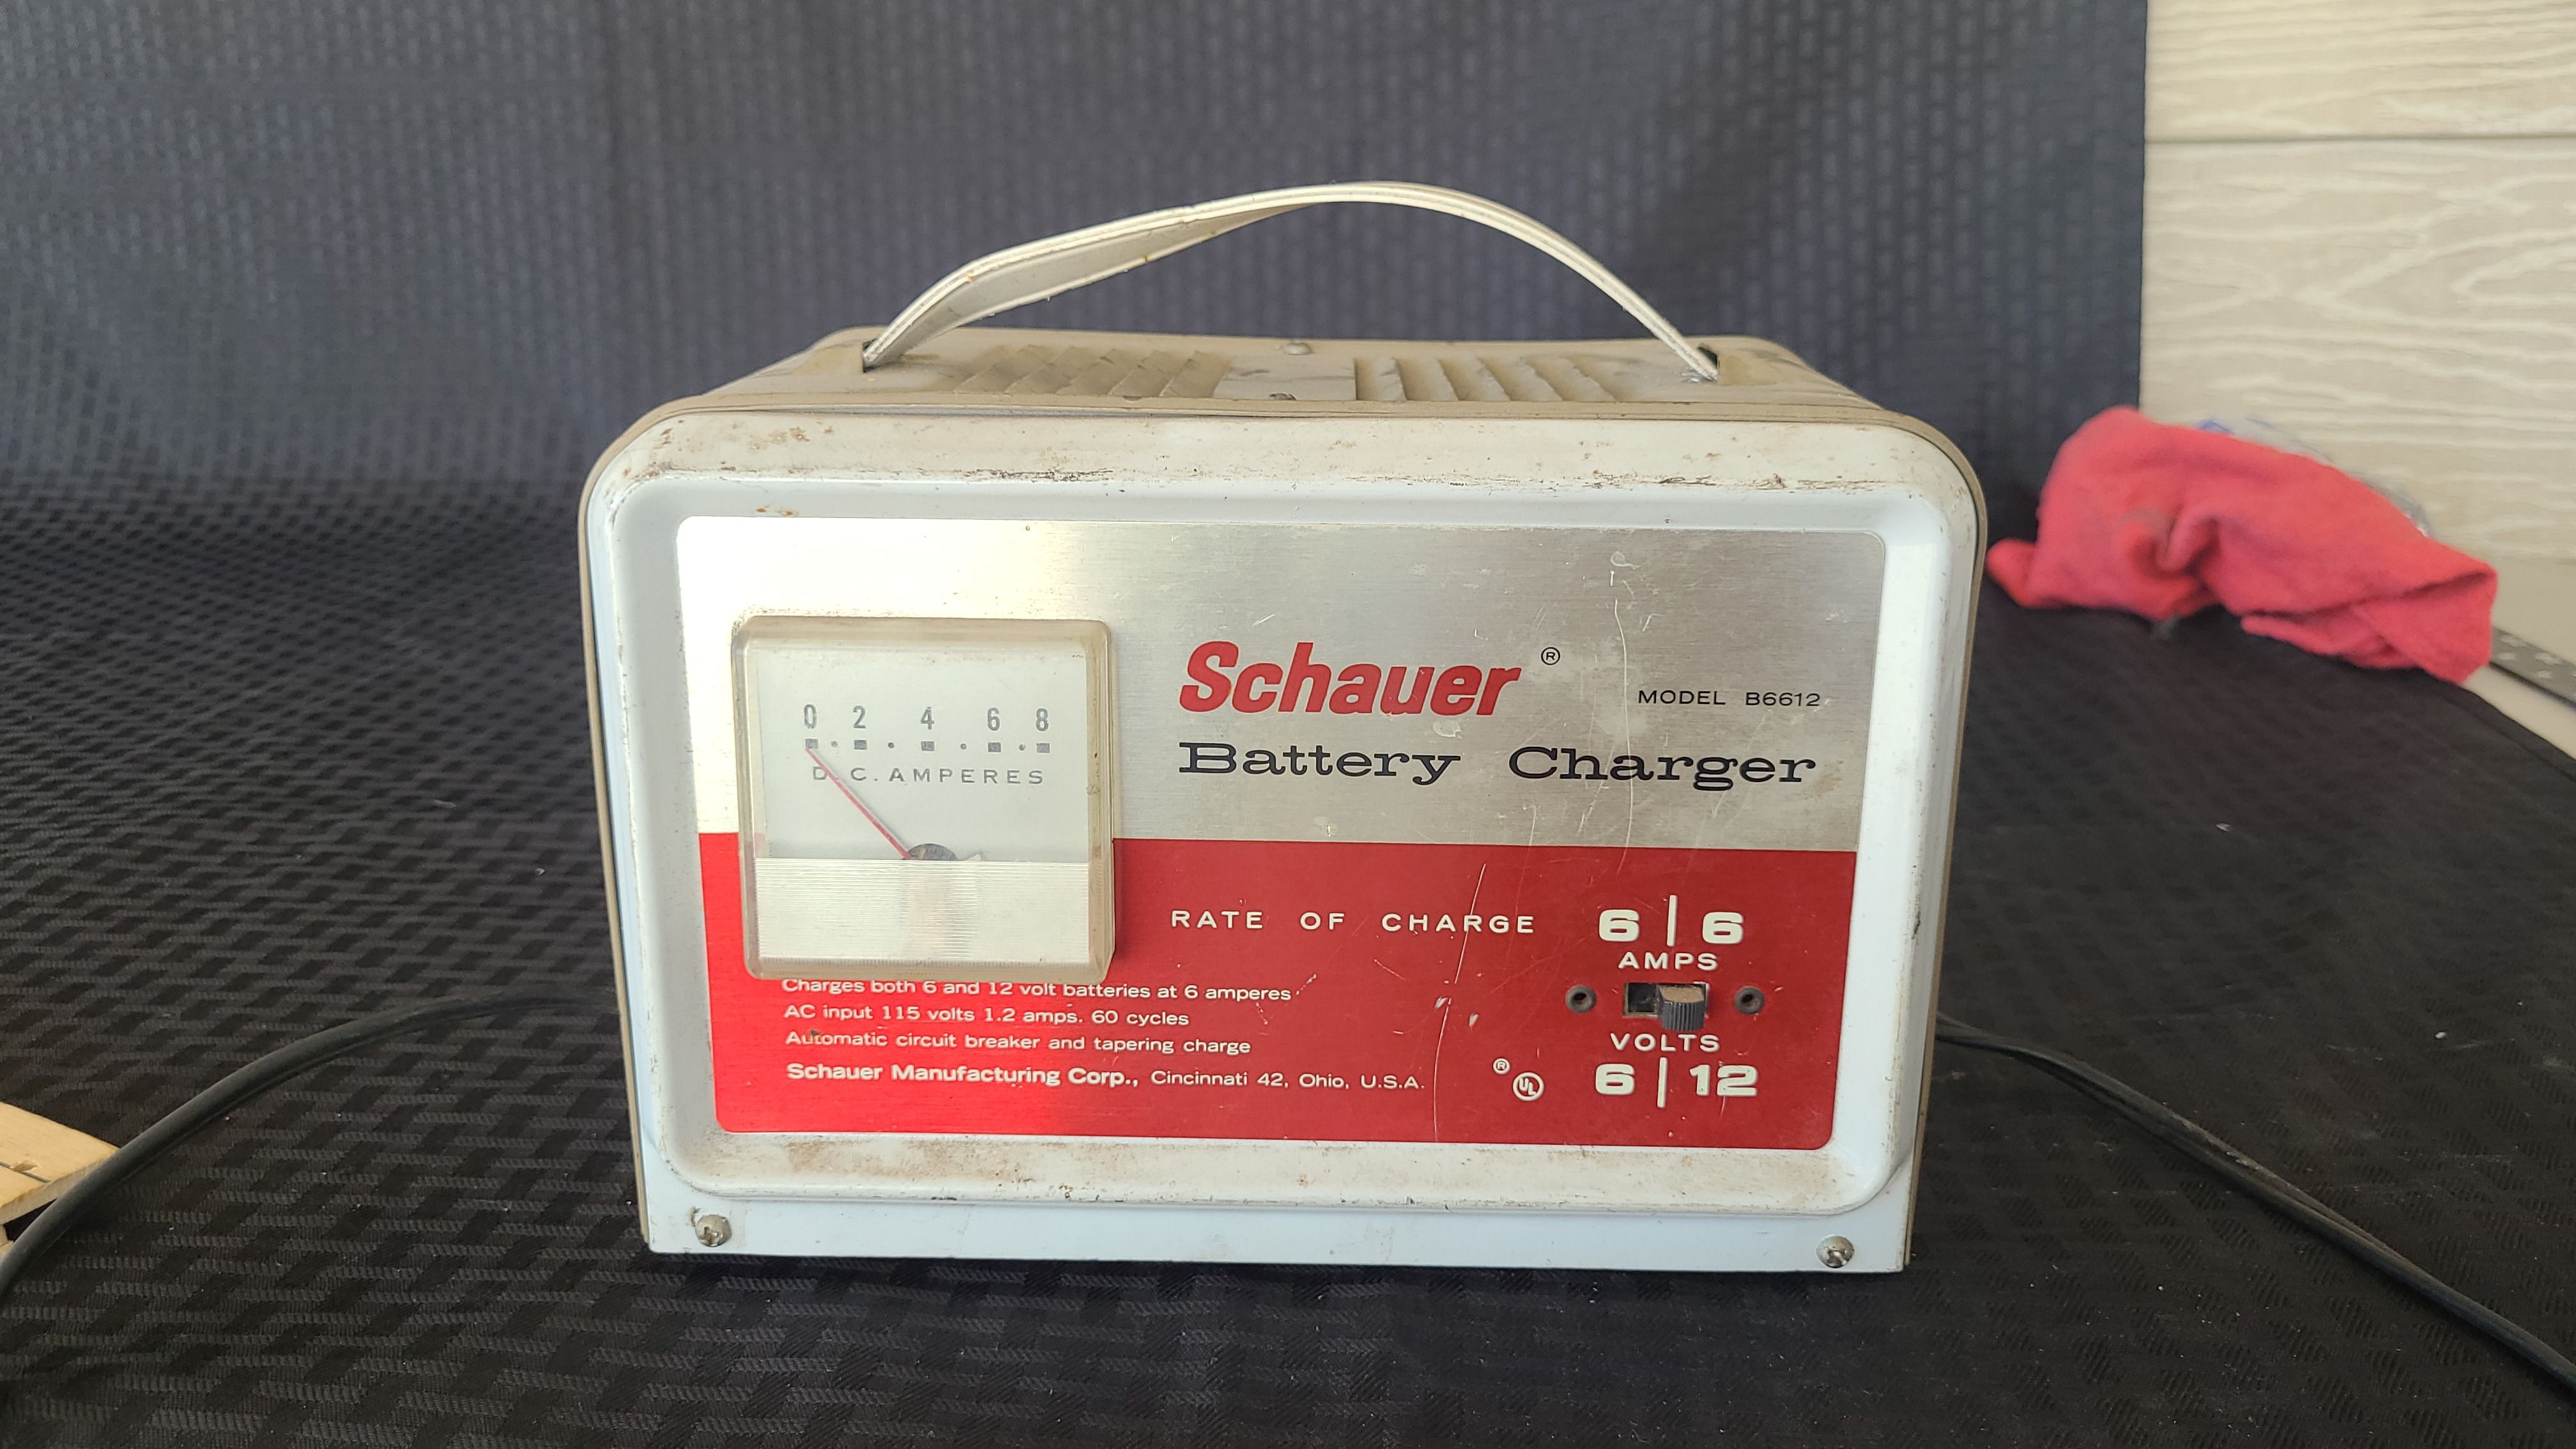 0 2 4 6 8
D.C. AMPERES
Schauer ®
MODEL B6612
Battery Charger
RATE OF CHARGE
6 | 6
AMPS
VOLTS
6 | 12
Charges both 6 and 12 volt batteries at 6 amperes
AC input 115 volts 1.2 amps. 60 cycles
Automatic circuit breaker and tapering charge
Schauer Manufacturing Corp., Cincinnati 42, Ohio, U.S.A.
® UL